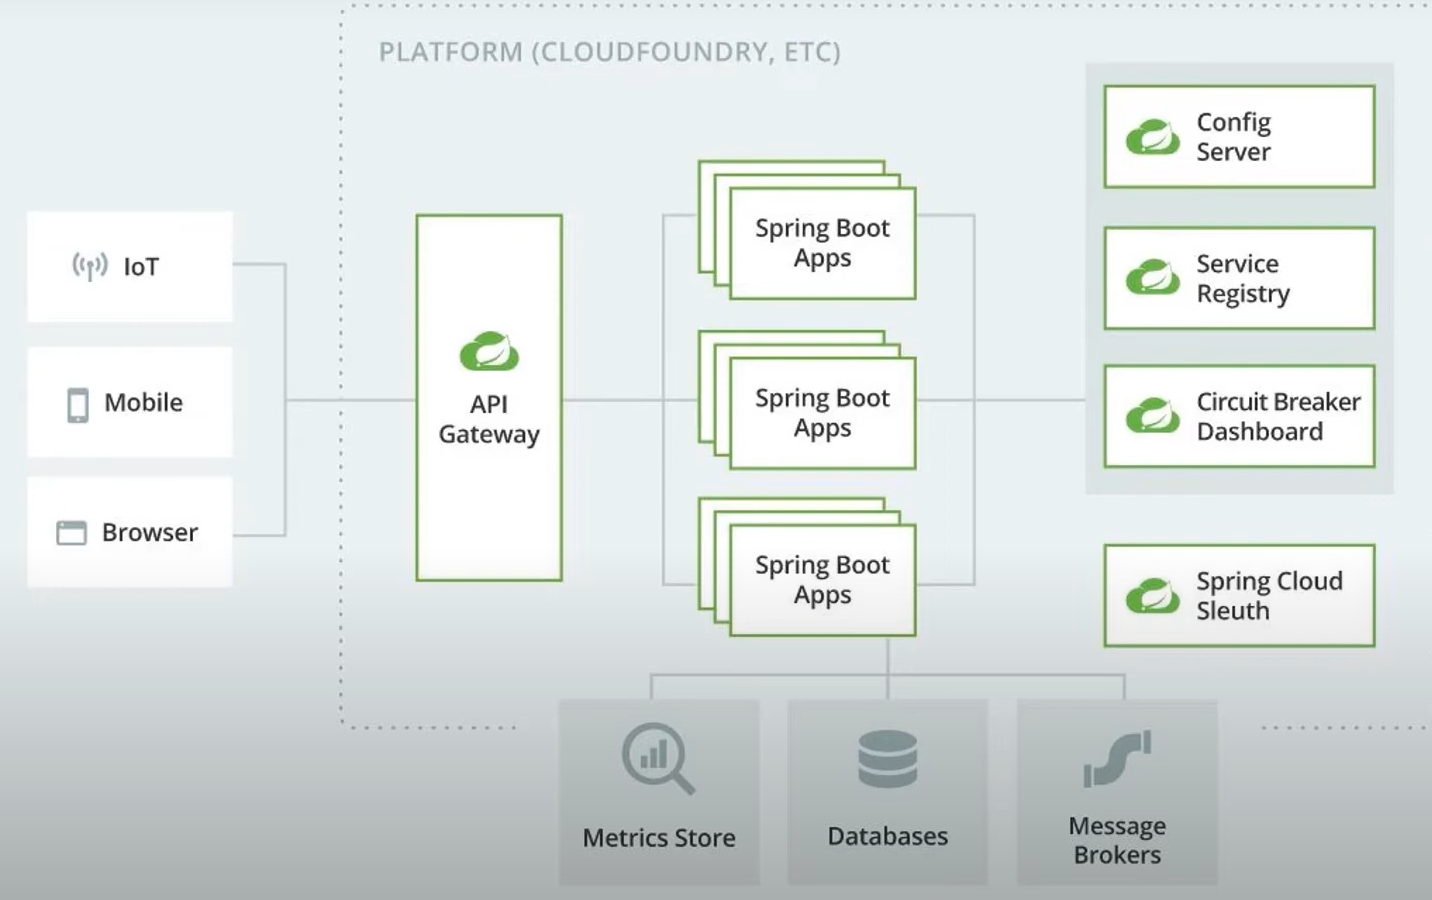 PLATFORM (CLOUDFOUNDRY, ETC)
IoT
Mobile
Browser
API
Gateway
Spring Boot
Apps
Spring Boot
Apps
Spring Boot
Apps
Config
Server
Service
Registry
Circuit Breaker
Dashboard
Spring Cloud
Sleuth
Metrics Store
Databases
Message
Brokers